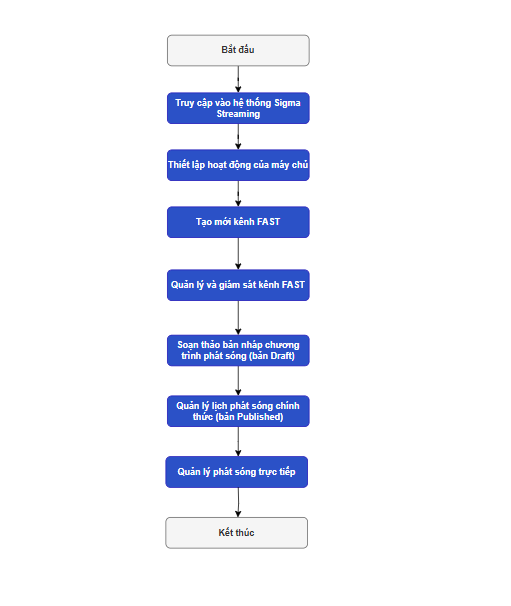 Bắt đầu
Truy cập vào hệ thống Sigma
Streaming
Thiết lập hoạt động của máy chủ
Tạo mới kênh FAST
Quản lý và giám sát kênh FAST
Soạn thảo bản nháp chương
trình phát sóng (bản Draft)
Quản lý lịch phát sóng chính
thức (bản Published)
Quản lý phát sóng trực tiếp
Kết thúc